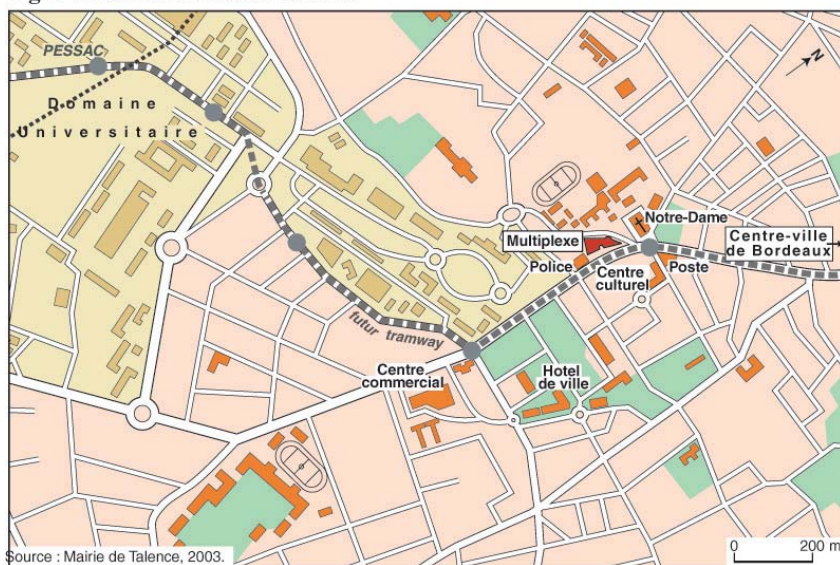 PESSAC
Domaine
Universitaire
N
Notre-Dame
Multiplexe
Centre-ville
de Bordeaux
Police
Centre
culturel
Poste
futur tramway
Centre
commercial
Hotel
de ville
Source : Mairie de Talence, 2003.
0 200 m